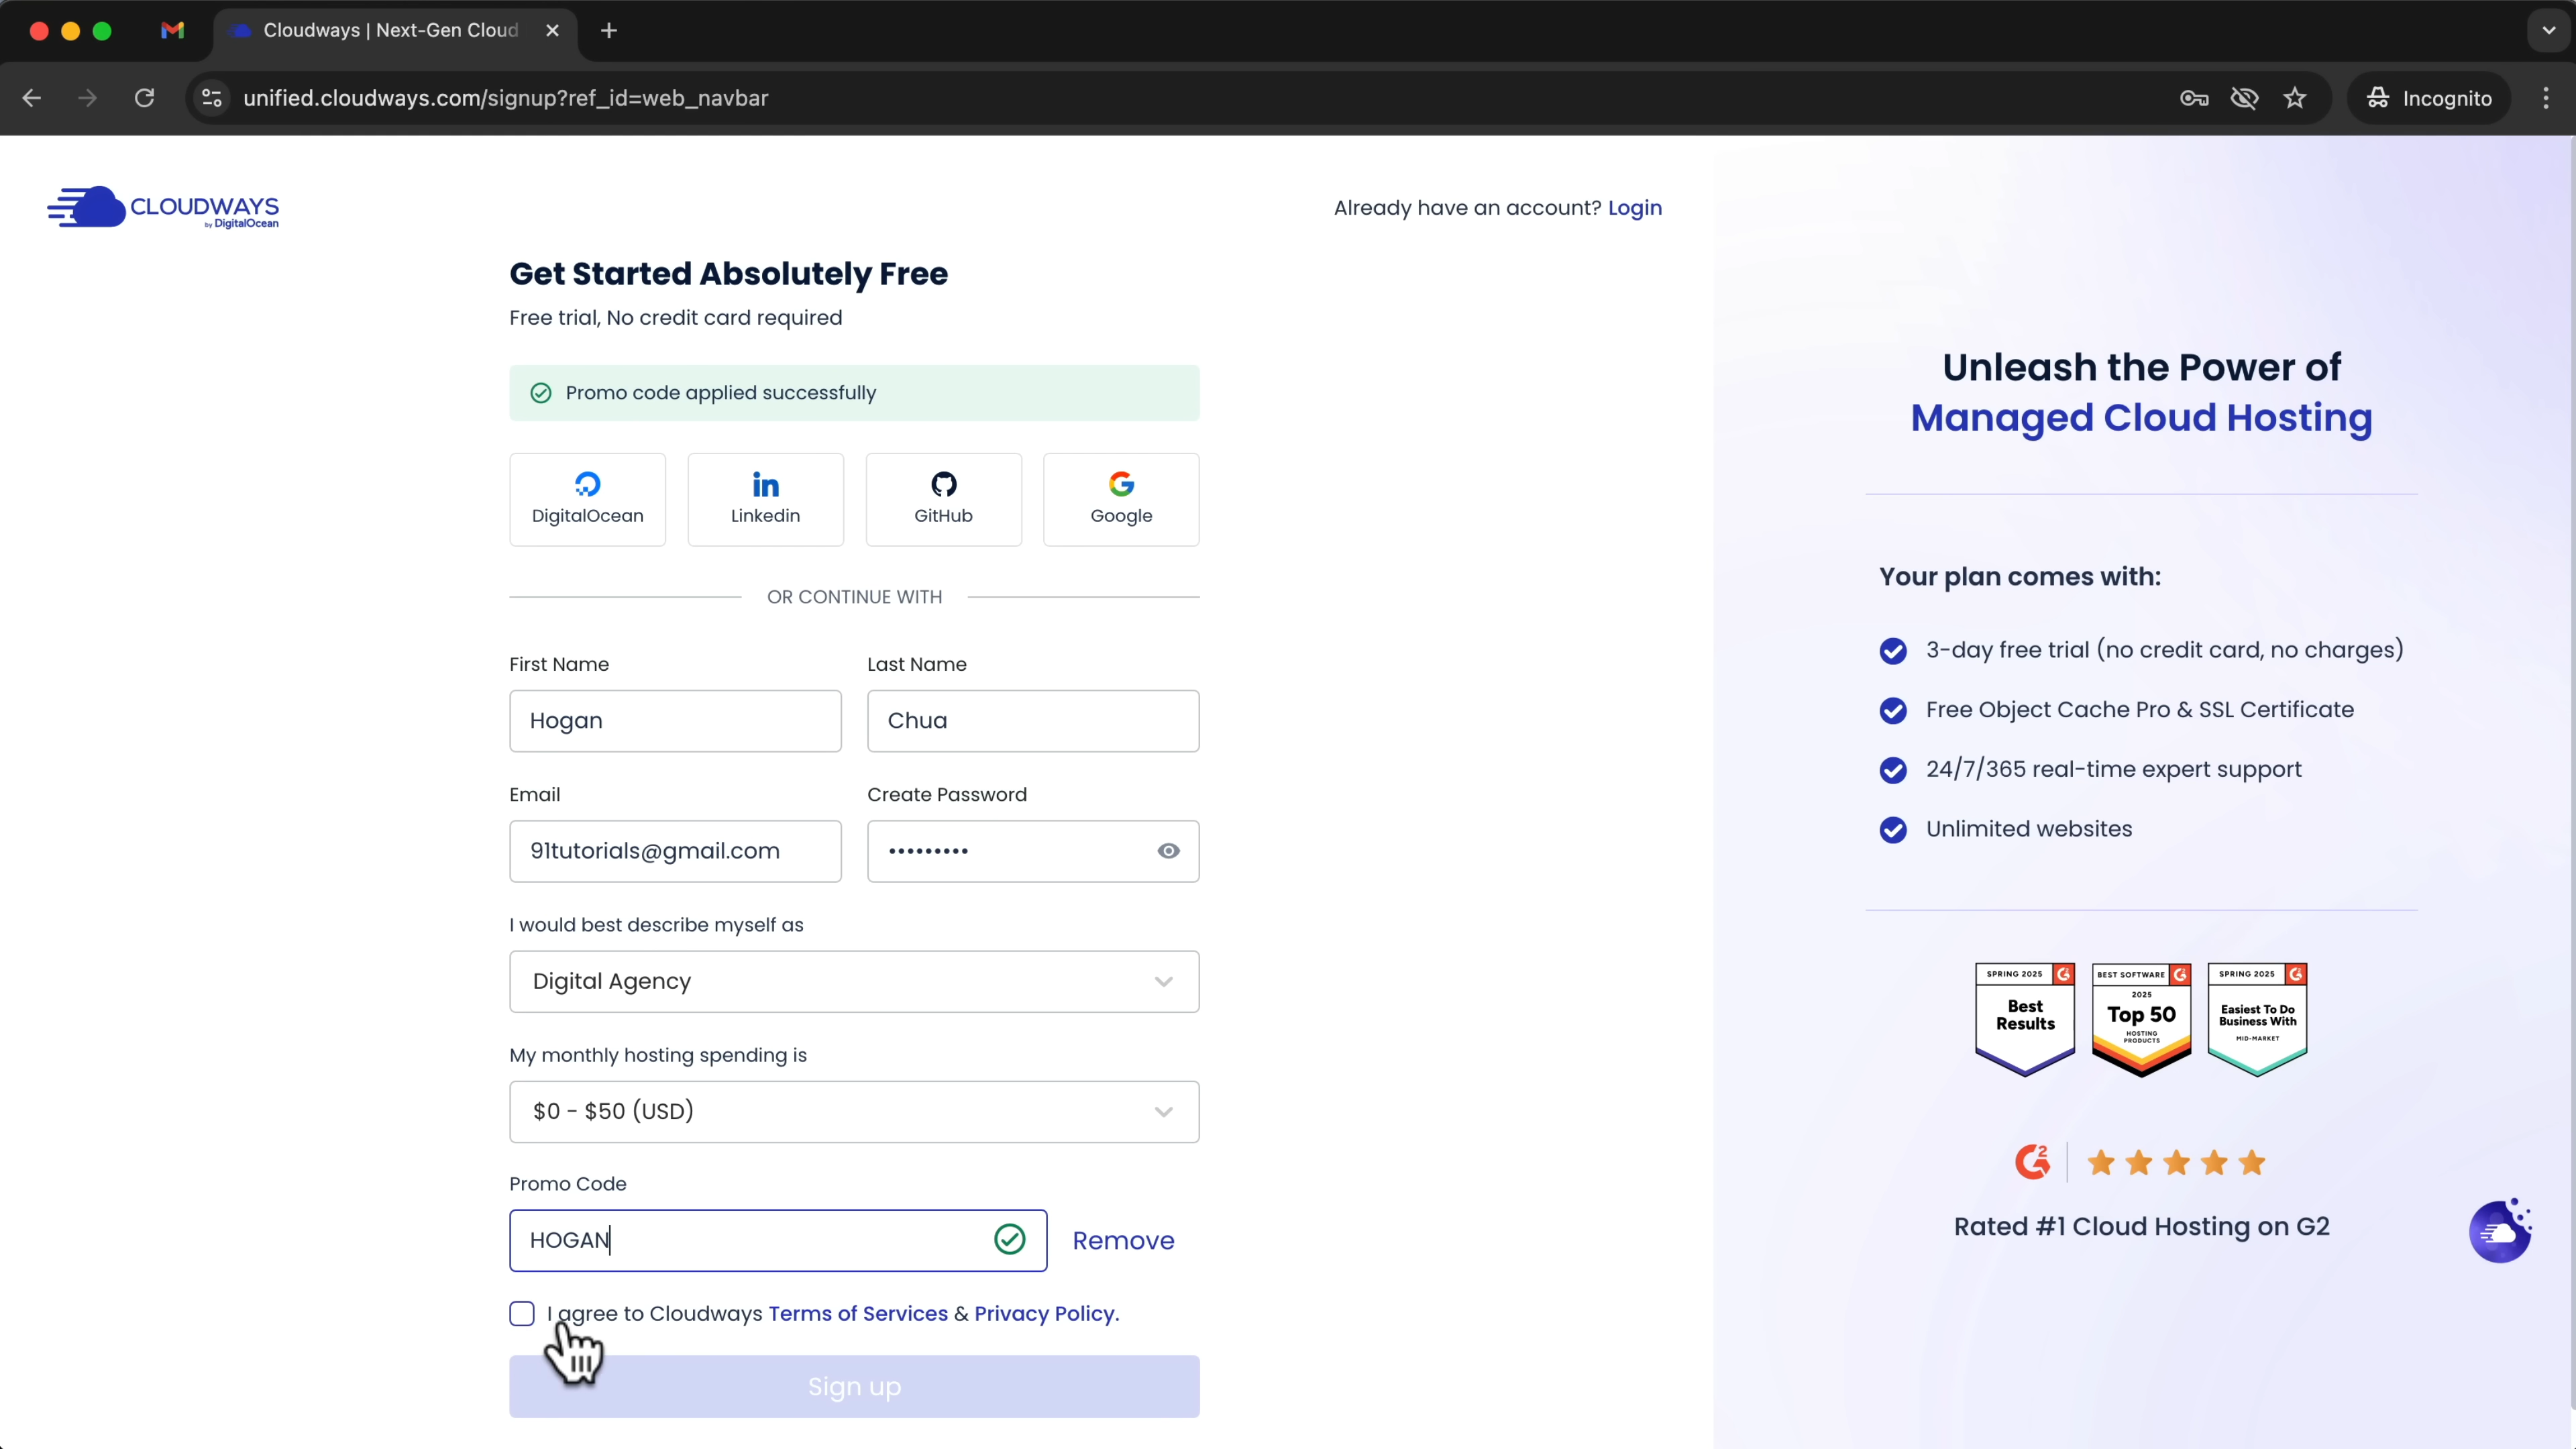 Cloudways | Next-Gen Cloud
unified.cloudways.com/signup?ref_id=web_navbar
Incognito
CLOUDWAYS
by DigitalOcean
Already have an account? Login
Get Started Absolutely Free
Free trial, No credit card required
Promo code applied successfully
DigitalOcean
Linkedin
GitHub
Google
OR CONTINUE WITH
First Name
Last Name
Hogan
Chua
Email
Create Password
91tutorials@gmail.com
•••••••••
I would best describe myself as
Digital Agency
My monthly hosting spending is
$0 - $50 (USD)
Promo Code
HOGAN
Remove
I agree to Cloudways Terms of Services & Privacy Policy.
Sign up
Unleash the Power of
Managed Cloud Hosting
Your plan comes with:
3-day free trial (no credit card, no charges)
Free Object Cache Pro & SSL Certificate
24/7/365 real-time expert support
Unlimited websites
SPRING 2025
Best
Results
BEST SOFTWARE
2025
Top 50
HOSTING
PRODUCTS
SPRING 2025
Easiest To Do
Business With
MID-MARKET
Rated #1 Cloud Hosting on G2